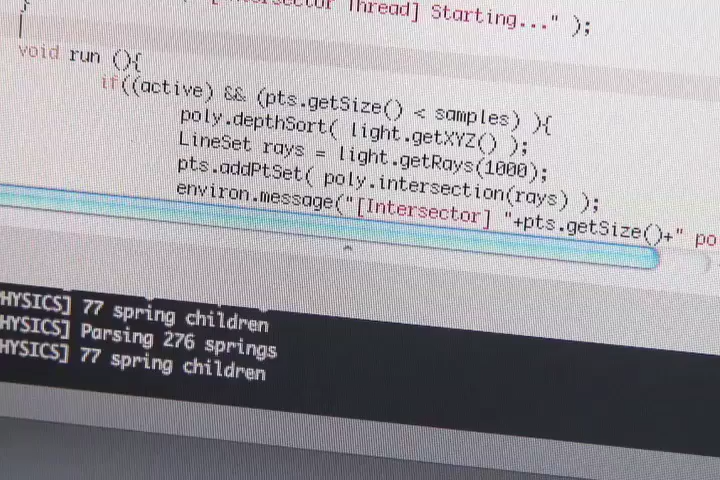 }
[Intersector Thread] Starting..." );
void run (){
if((active) && (pts.getSize() < samples) ){
poly.depthSort( light.getXYZ() );
LineSet rays = light.getRays(1000);
pts.addPtSet( poly.intersection(rays) );
environ.message("[Intersector] "+pts.getSize()+" po
HYSICS] 77 spring children
HYSICS] Parsing 276 springs
HYSICS] 77 spring children